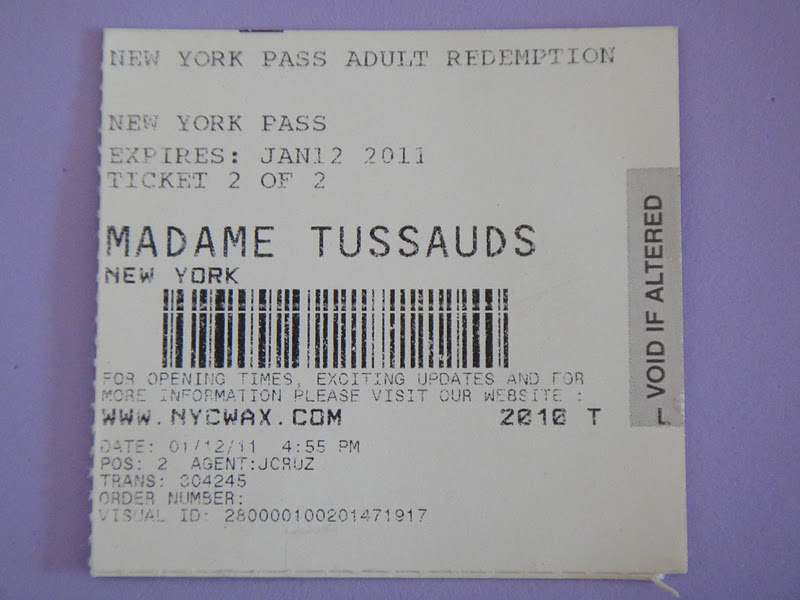 NEW YORK PASS ADULT REDEMPTION
NEW YORK PASS
EXPIRES: JAN12 2011
TICKET 2 OF 2
MADAME TUSSAUDS
NEW YORK
FOR OPENING TIMES, EXCITING UPDATES AND FOR
MORE INFORMATION PLEASE VISIT OUR WEBSITE :
WWW.NYCWAX.COM 2010 T
DATE: 01/12/11 4:55 PM
POS: 2 AGENT:JCRUZ
TRANS: 304245
ORDER NUMBER:
VISUAL ID: 280000100201471917
VOID IF ALTERED